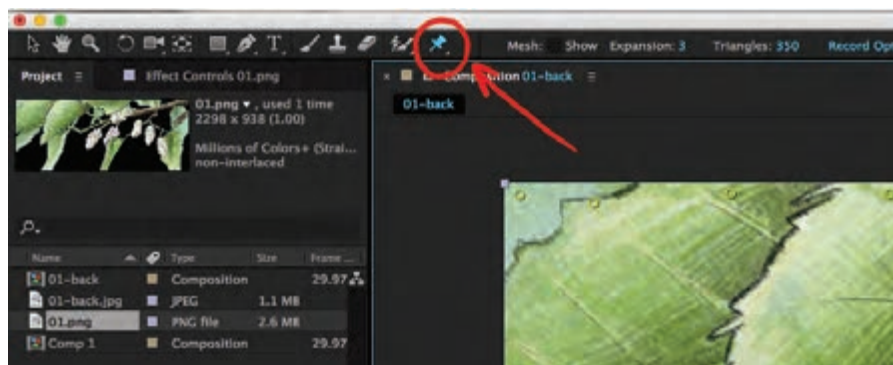 Mesh: Show Expansion: 3 Triangles: 350 Record Opt
Project
Effect Controls 01.png
Composition 01-back
01-back
01.png ▾ , used 1 time
2298 x 938 (1.00)
Millions of Colors+ (Strai...
non-interlaced
Name Type Size Frame ...
01-back Composition 29.97
01-back.jpg JPEG 1.1 MB
01.png PNG file 2.6 MB
Comp 1 Composition 29.97